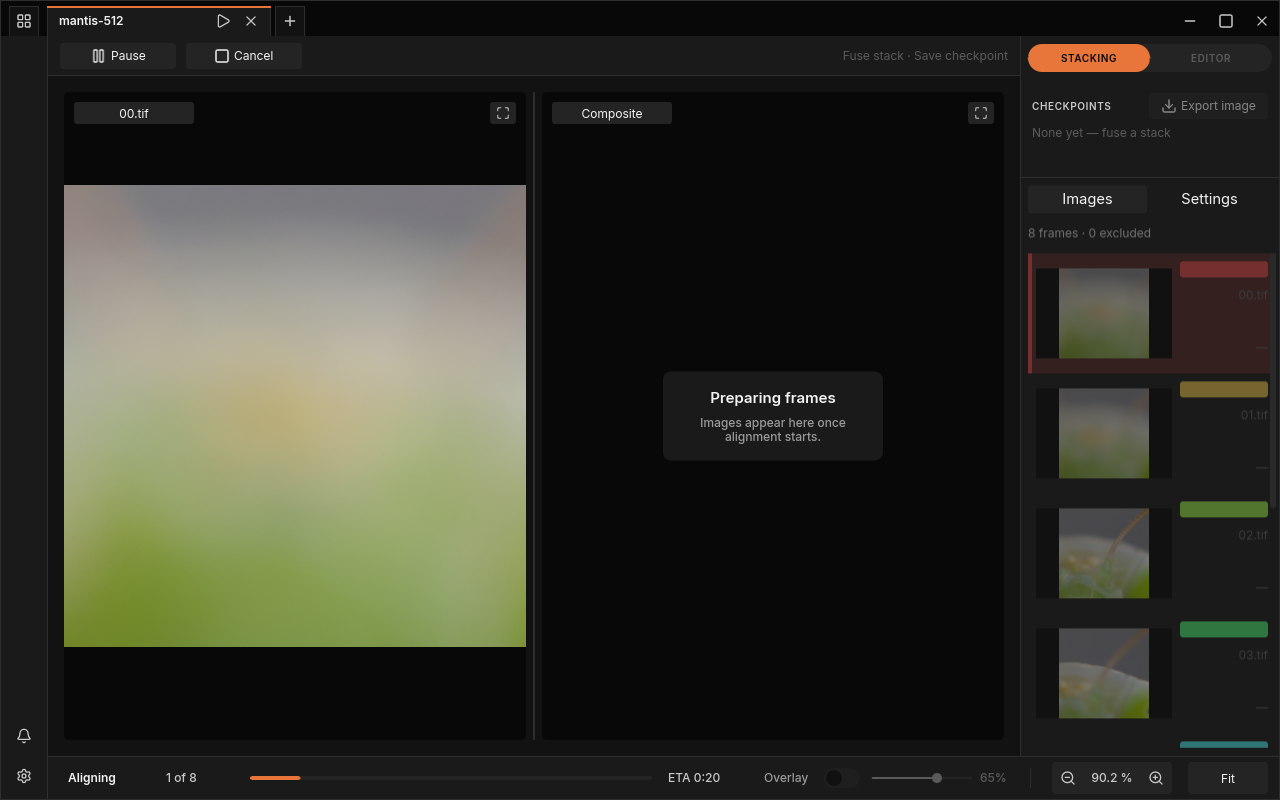 mantis-512
Pause
Cancel
Fuse stack · Save checkpoint
STACKING
EDITOR
CHECKPOINTS
Export image
None yet — fuse a stack
00.tif
Composite
Images
Settings
8 frames · 0 excluded
00.tif
—
01.tif
—
02.tif
—
03.tif
—
Preparing frames
Images appear here once
alignment starts.
Aligning
1 of 8
ETA 0:20
Overlay
65%
90.2 %
Fit